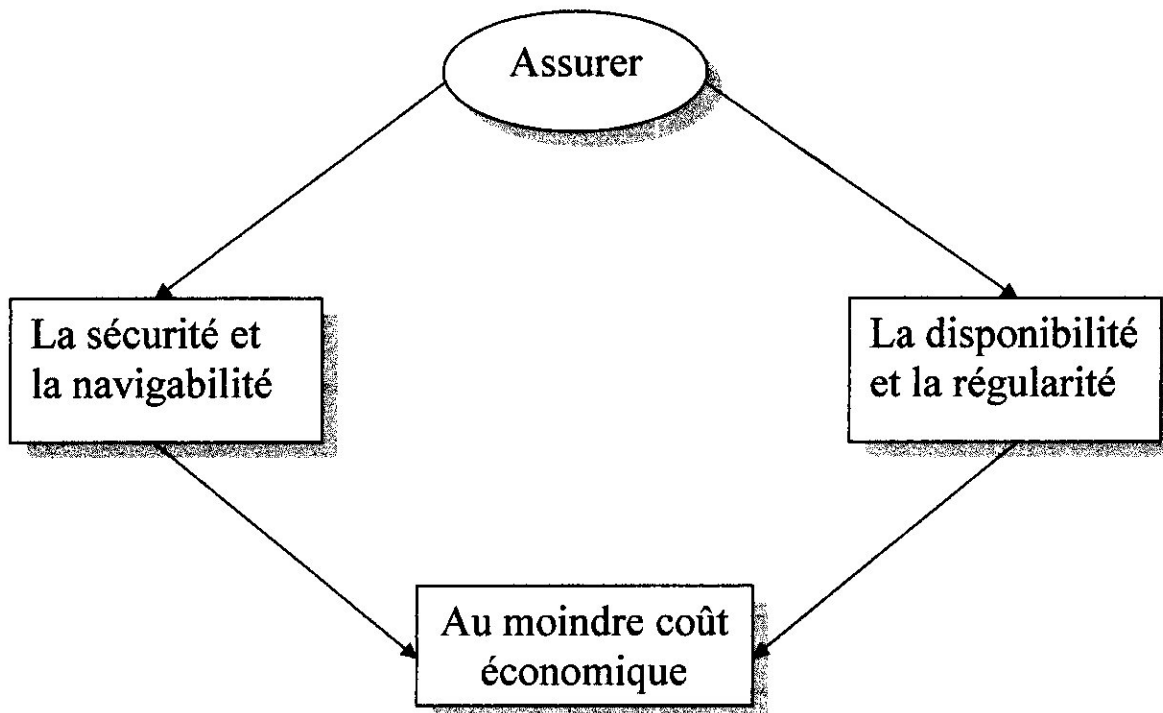 Assurer
La sécurité et
la navigabilité
La disponibilité
et la régularité
Au moindre coût
économique